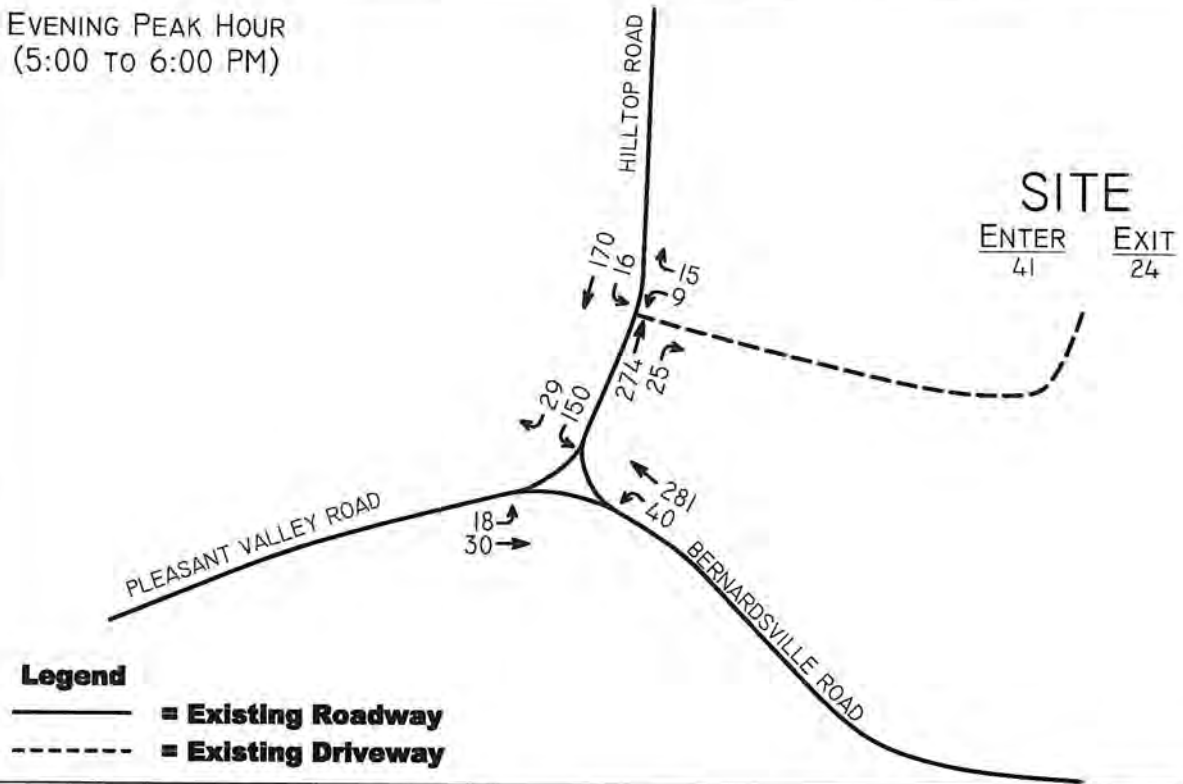 EVENING PEAK HOUR
(5:00 TO 6:00 PM)
HILLTOP ROAD
SITE
ENTER EXIT
41 24
170
16
15
9
274
25
29
150
281
40
18
30
PLEASANT VALLEY ROAD
BERNARDSVILLE ROAD
Legend
= Existing Roadway
= Existing Driveway